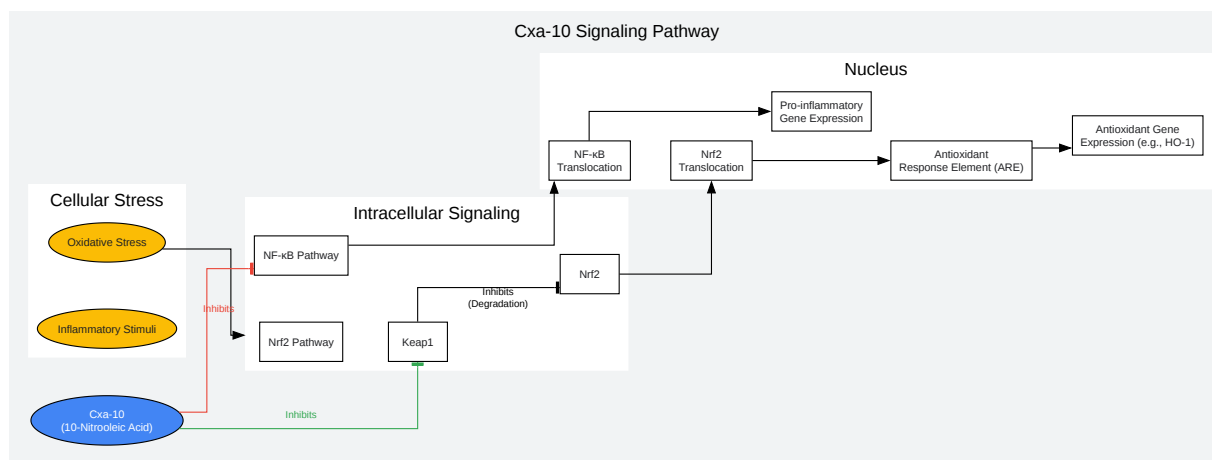 Cxa-10 Signaling Pathway
Nucleus
Pro-inflammatory
Gene Expression
Antioxidant Gene
Expression (e.g., HO-1)
NF-κB
Translocation
Nrf2
Translocation
Antioxidant
Response Element (ARE)
Cellular Stress
Oxidative Stress
Inflammatory Stimuli
Intracellular Signaling
NF-κB Pathway
Nrf2
Inhibits
(Degradation)
Inhibits
Nrf2 Pathway
Keap1
Cxa-10
(10-Nitrooleic Acid)
Inhibits